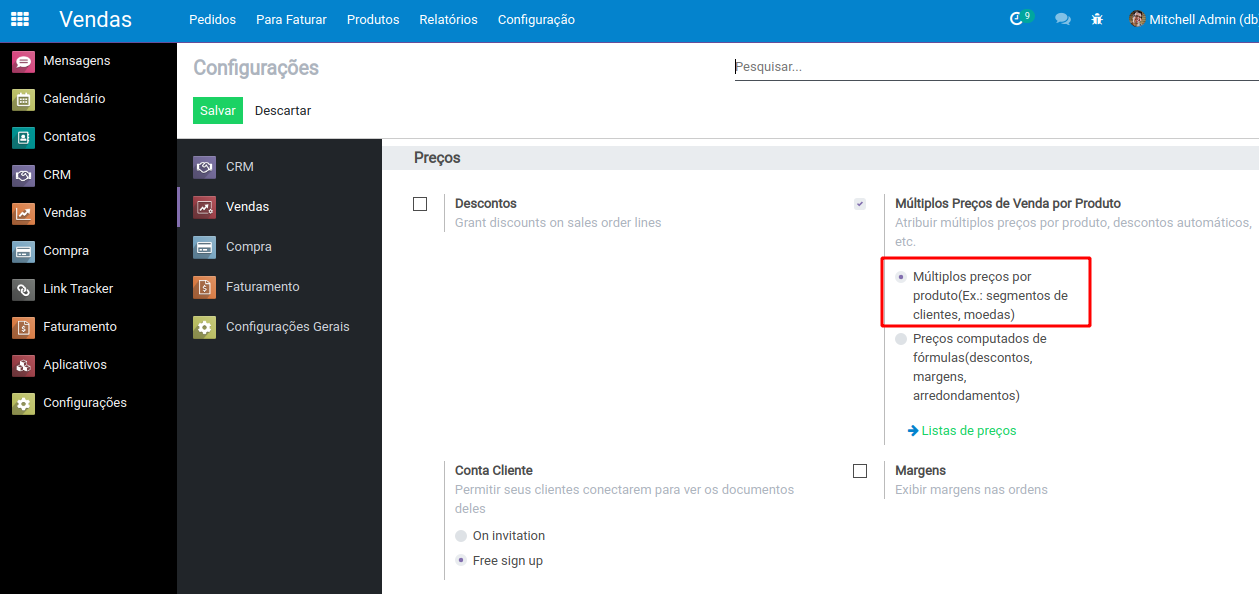 Vendas
Pedidos
Para Faturar
Produtos
Relatórios
Configuração
9
Mitchell Admin (db
Mensagens
Calendário
Contatos
CRM
Vendas
Compra
Link Tracker
Faturamento
Aplicativos
Configurações
Configurações
Pesquisar...
Salvar
Descartar
CRM
Vendas
Compra
Faturamento
Configurações Gerais
Preços
Descontos
Grant discounts on sales order lines
Múltiplos Preços de Venda por Produto
Atribuir múltiplos preços por produto, descontos automáticos,
etc.
Múltiplos preços por
produto(Ex.: segmentos de
clientes, moedas)
Preços computados de
fórmulas(descontos,
margens,
arredondamentos)
Listas de preços
Conta Cliente
Permitir seus clientes conectarem para ver os documentos
deles
On invitation
Free sign up
Margens
Exibir margens nas ordens